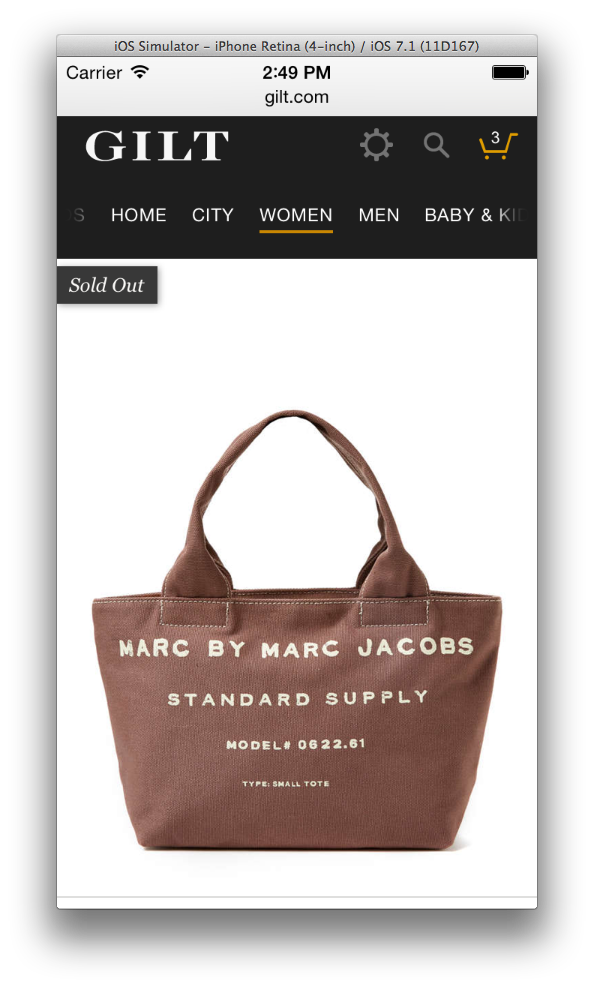 iOS Simulator – iPhone Retina (4-inch) / iOS 7.1 (11D167)
Carrier 2:49 PM
gilt.com
GILT 3
S HOME CITY WOMEN MEN BABY & KI
Sold Out
MARC BY MARC JACOBS
STANDARD SUPPLY
MODEL# 0622.61
TYPE: SMALL TOTE